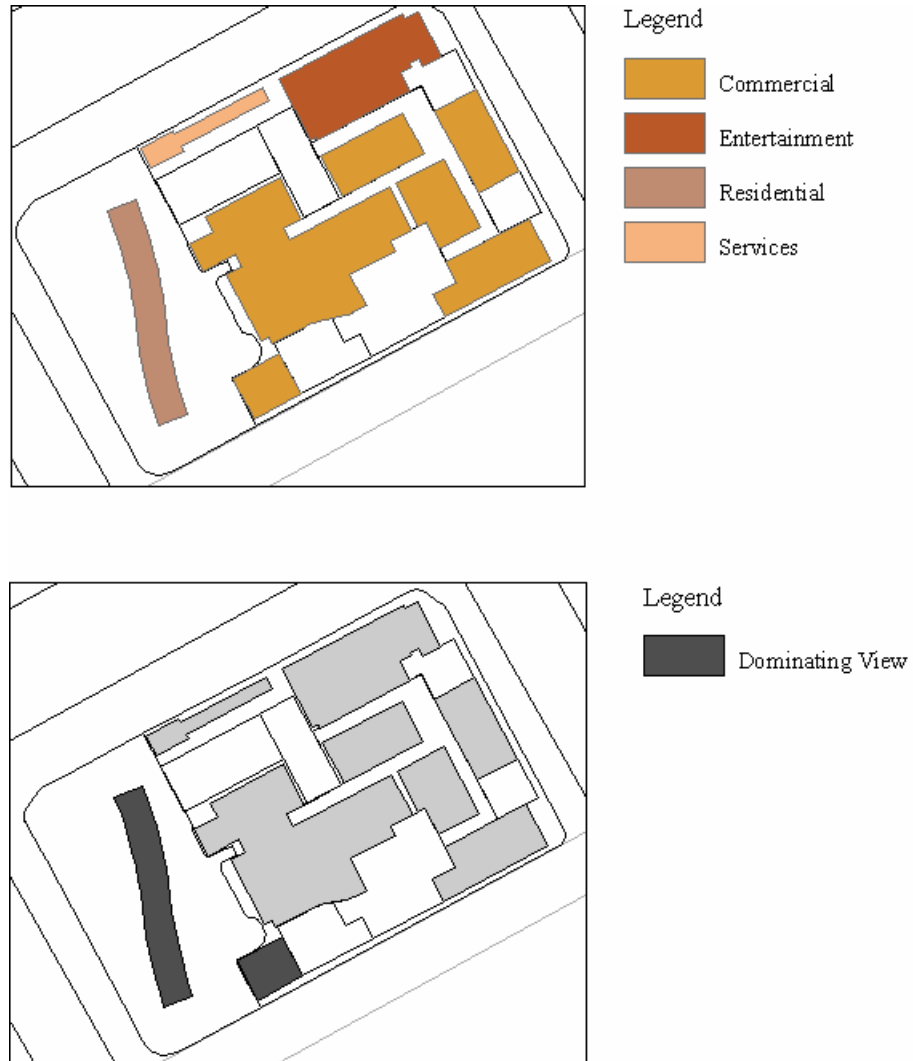 Legend
Commercial
Entertainment
Residential
Services
Legend
Dominating View